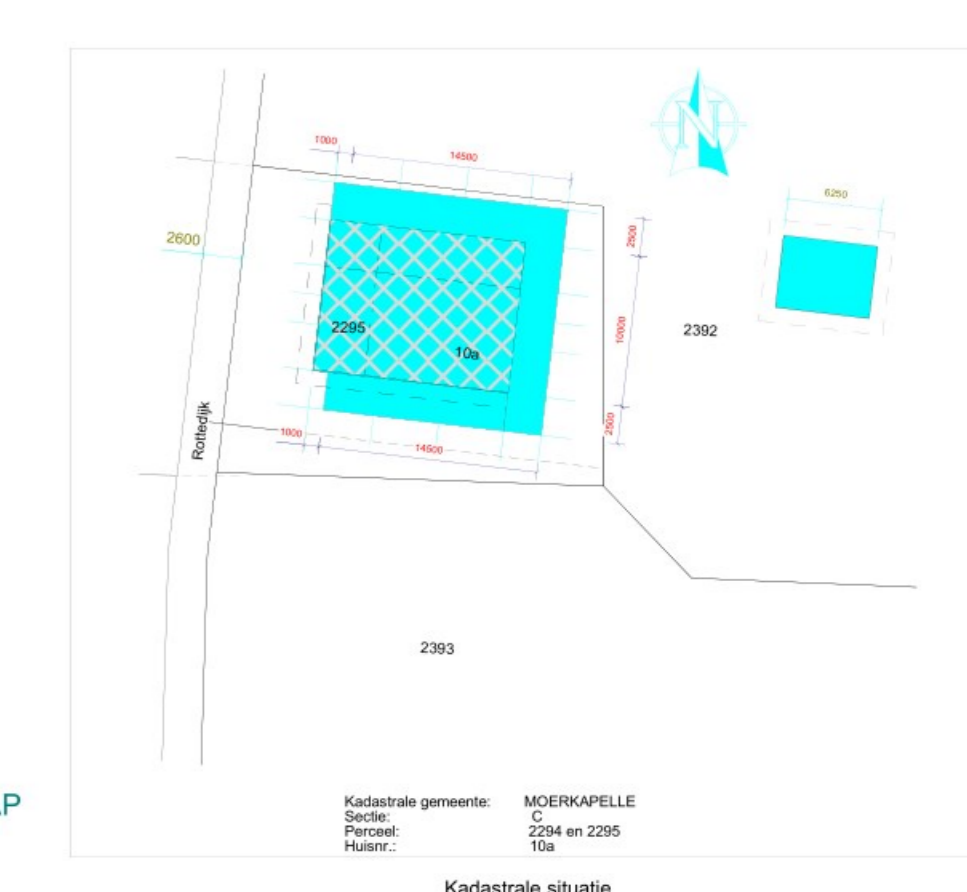 1000
14500
N
6250
2600
2500
10000
2392
2295
10a
Rottedijk
2500
1000
14500
2393
AP
Kadastrale gemeente: MOERKAPELLE
Sectie: C
Perceel: 2294 en 2295
Huisnr.: 10a
Kadastrale situatie